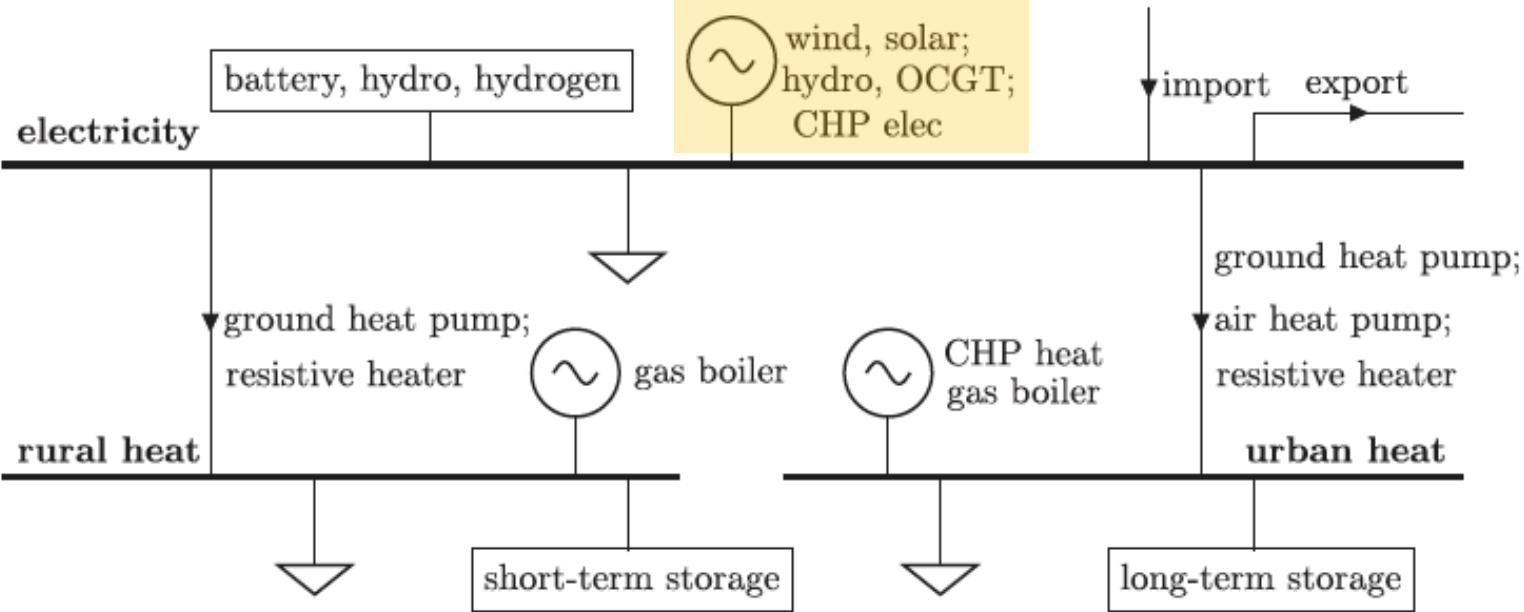 wind, solar;
hydro, OCGT;
CHP elec
battery, hydro, hydrogen
import
export
electricity
ground heat pump;
air heat pump;
resistive heater
ground heat pump;
resistive heater
gas boiler
CHP heat
gas boiler
rural heat
urban heat
short-term storage
long-term storage